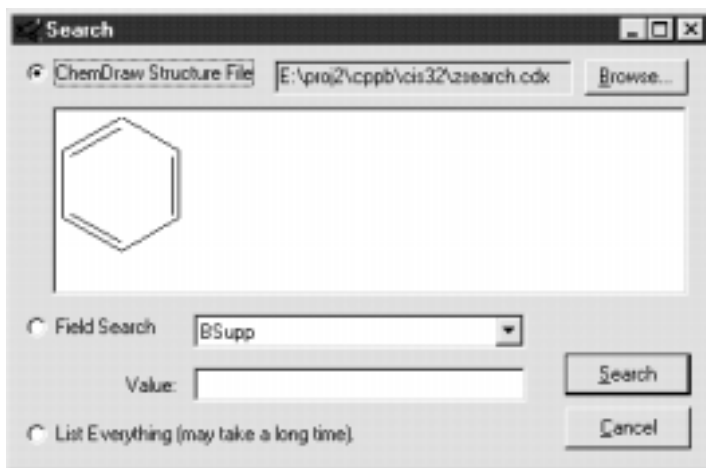 Search
ChemDraw Structure File E:\proj2\cppb\cis32\zsearch.cdx Browse...
Field Search BSupp
Value: Search
List Everything (may take a long time). Cancel